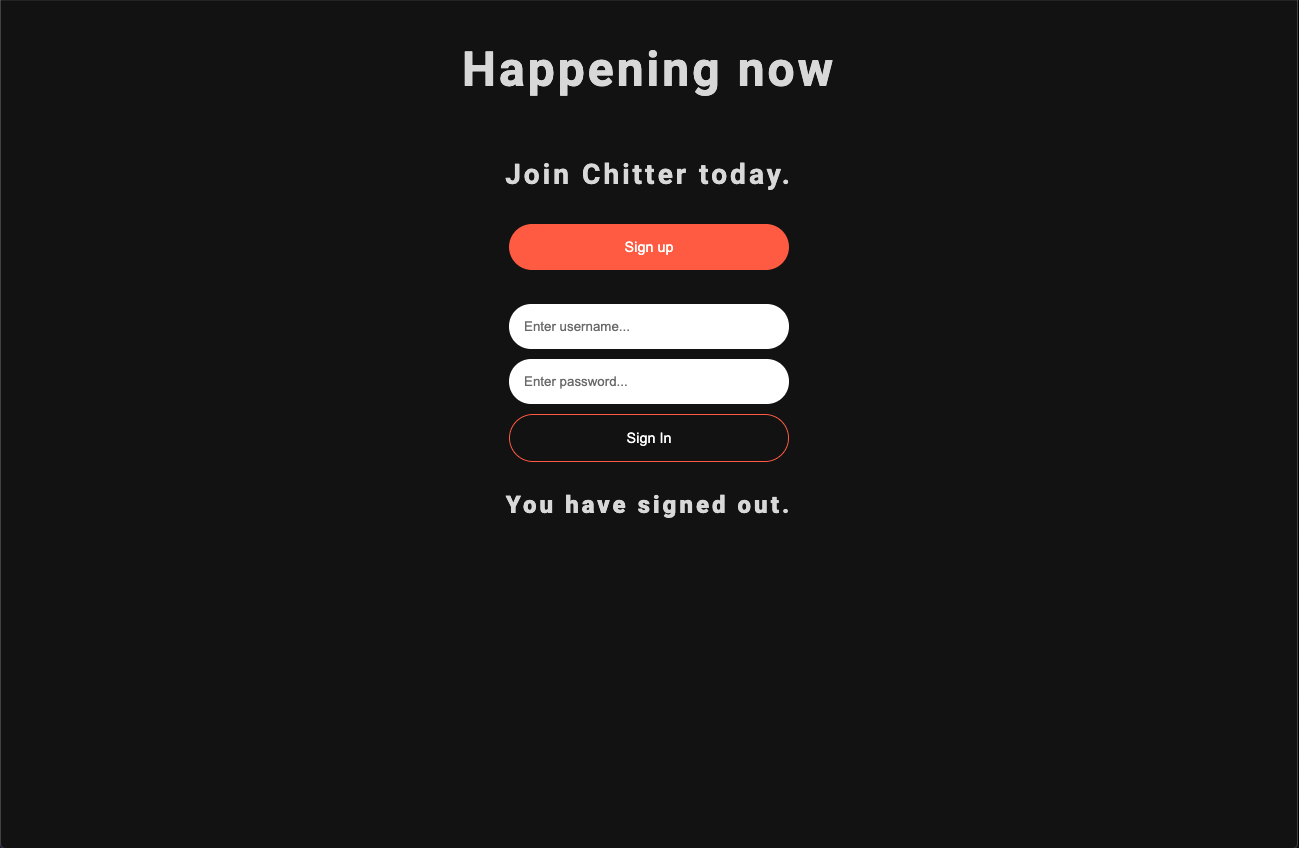 Happening now
Join Chitter today.
Sign up
Enter username...
Enter password...
Sign In
You have signed out.